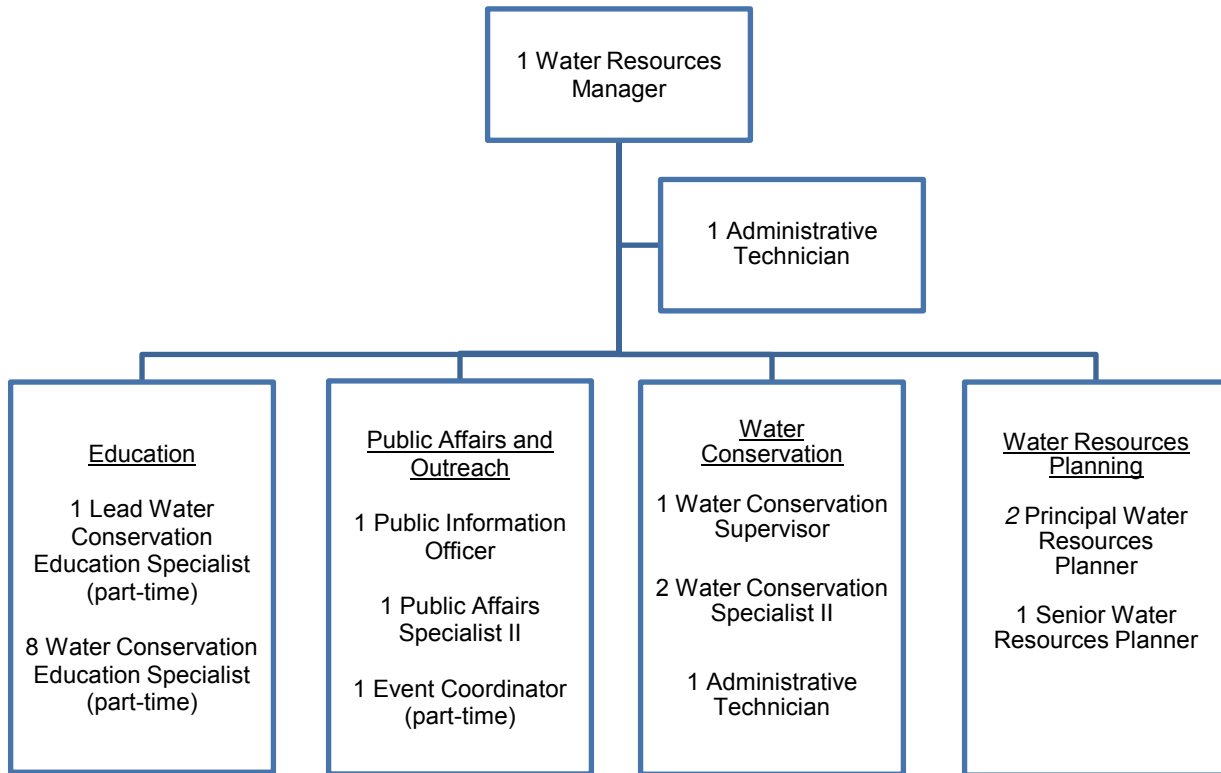 1 Water Resources
Manager
1 Administrative
Technician
Education
1 Lead Water
Conservation
Education Specialist
(part-time)
8 Water Conservation
Education Specialist
(part-time)
Public Affairs and
Outreach
1 Public Information
Officer
1 Public Affairs
Specialist II
1 Event Coordinator
(part-time)
Water
Conservation
1 Water Conservation
Supervisor
2 Water Conservation
Specialist II
1 Administrative
Technician
Water Resources
Planning
2 Principal Water
Resources
Planner
1 Senior Water
Resources Planner